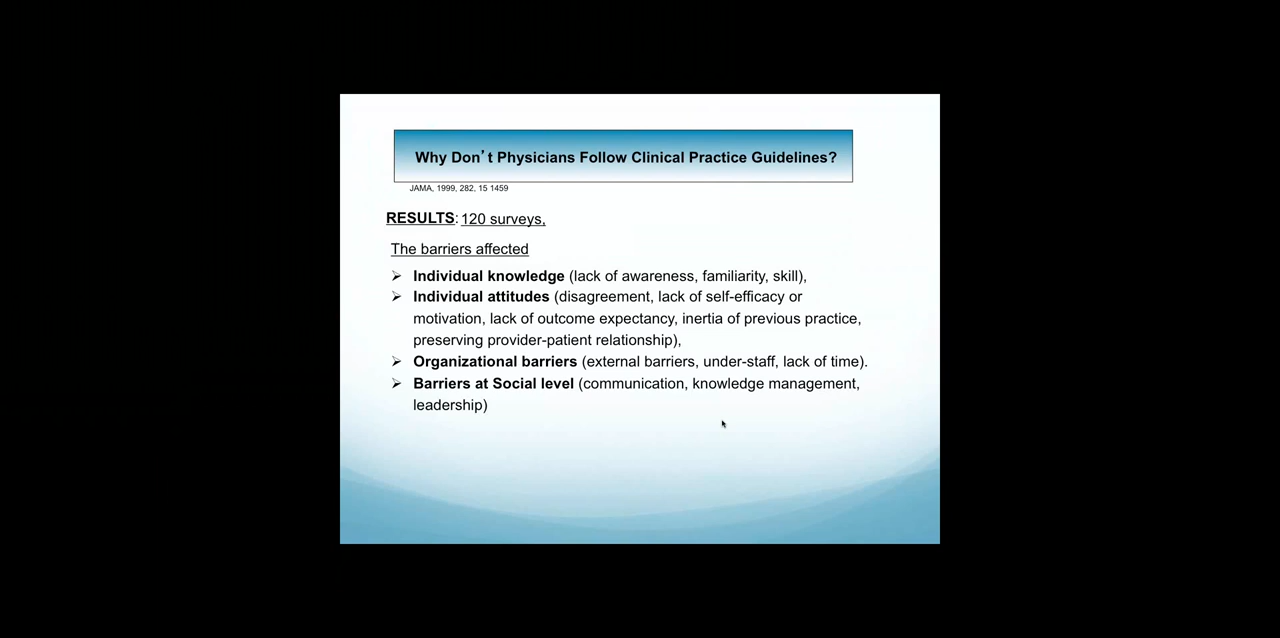 Why Don’t Physicians Follow Clinical Practice Guidelines?
JAMA, 1999, 282, 15 1459
RESULTS: 120 surveys,
The barriers affected
➢ Individual knowledge (lack of awareness, familiarity, skill),
➢ Individual attitudes (disagreement, lack of self-efficacy or
motivation, lack of outcome expectancy, inertia of previous practice,
preserving provider-patient relationship),
➢ Organizational barriers (external barriers, under-staff, lack of time).
➢ Barriers at Social level (communication, knowledge management,
leadership)